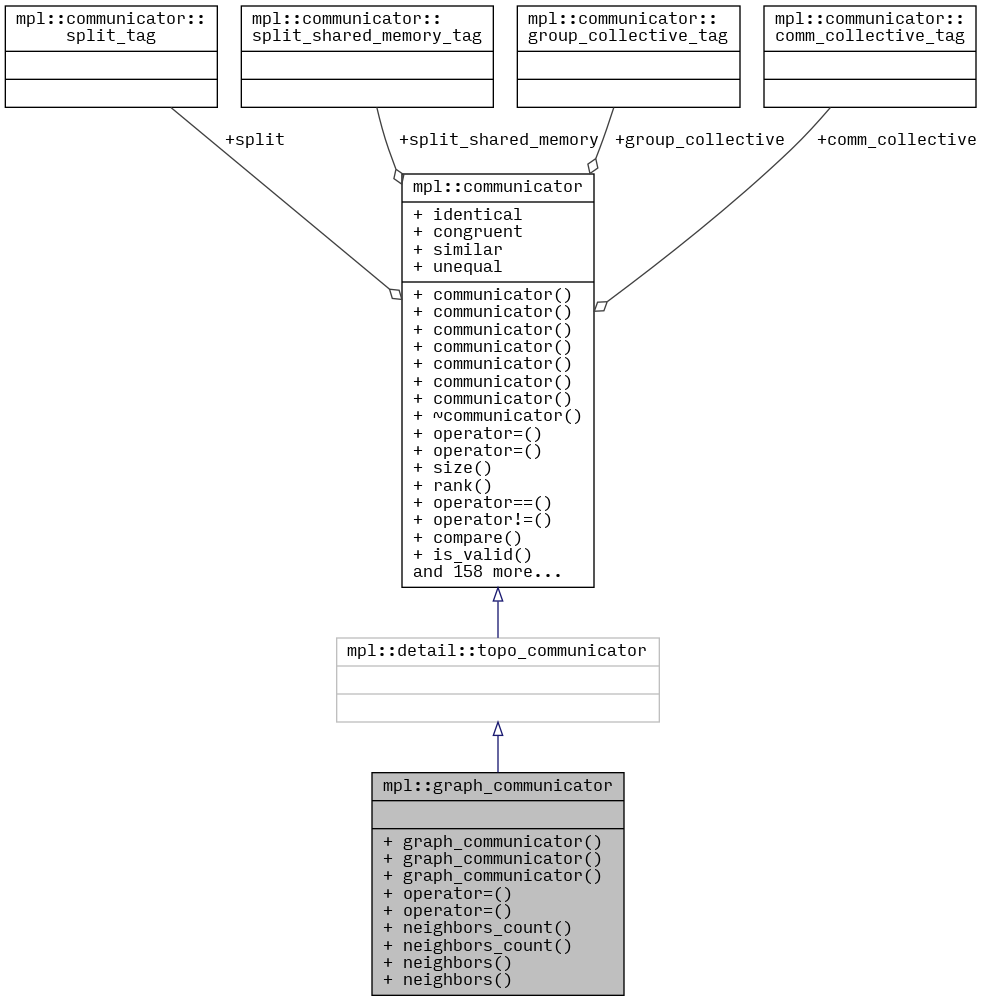 mpl::communicator::
split_tag
mpl::communicator::
split_shared_memory_tag
mpl::communicator::
group_collective_tag
mpl::communicator::
comm_collective_tag
+split
+split_shared_memory
+group_collective
+comm_collective
mpl::communicator
+ identical
+ congruent
+ similar
+ unequal
+ communicator()
+ communicator()
+ communicator()
+ communicator()
+ communicator()
+ communicator()
+ communicator()
+ ~communicator()
+ operator=()
+ operator=()
+ size()
+ rank()
+ operator==()
+ operator!=()
+ compare()
+ is_valid()
and 158 more...
mpl::detail::topo_communicator
mpl::graph_communicator
+ graph_communicator()
+ graph_communicator()
+ graph_communicator()
+ operator=()
+ operator=()
+ neighbors_count()
+ neighbors_count()
+ neighbors()
+ neighbors()